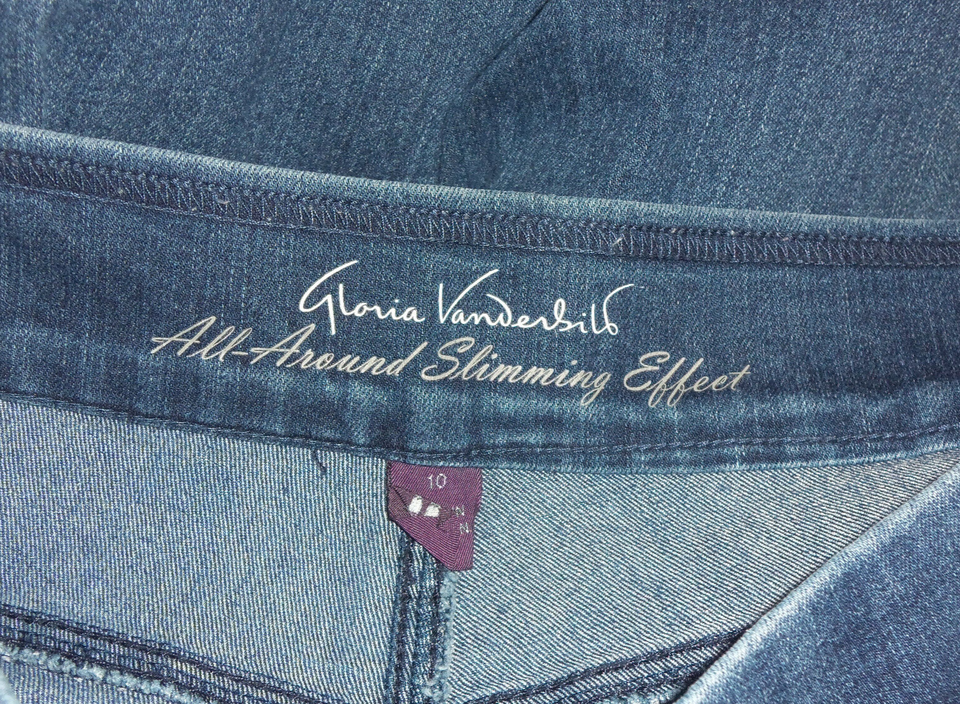 Gloria Vanderbilt
All-Around Slimming Effect
10